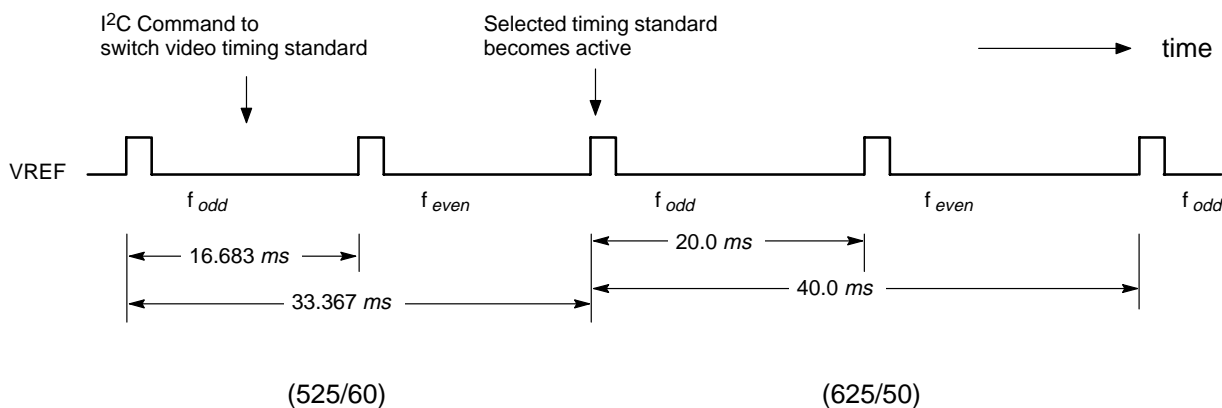 I²C Command to
switch video timing standard
Selected timing standard
becomes active
time
VREF
f odd
f even
f odd
f even
f odd
16.683 ms
20.0 ms
33.367 ms
40.0 ms
(525/60)
(625/50)